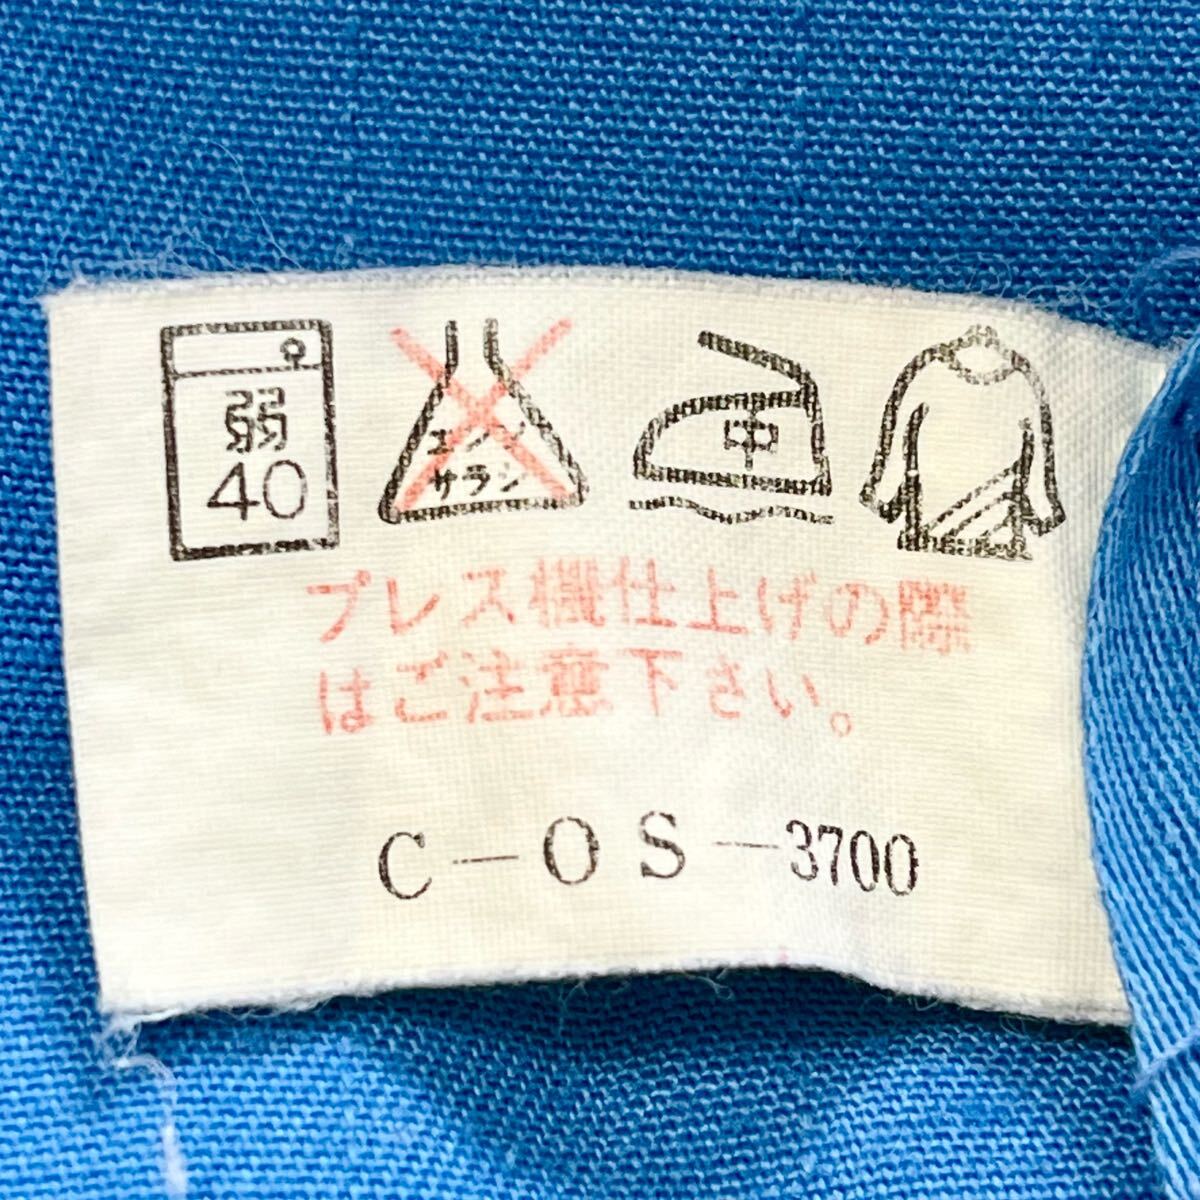 弱
40
エンソ
サラシ
中
プレス機仕上げの際
はご注意下さい。
C-OS-3700